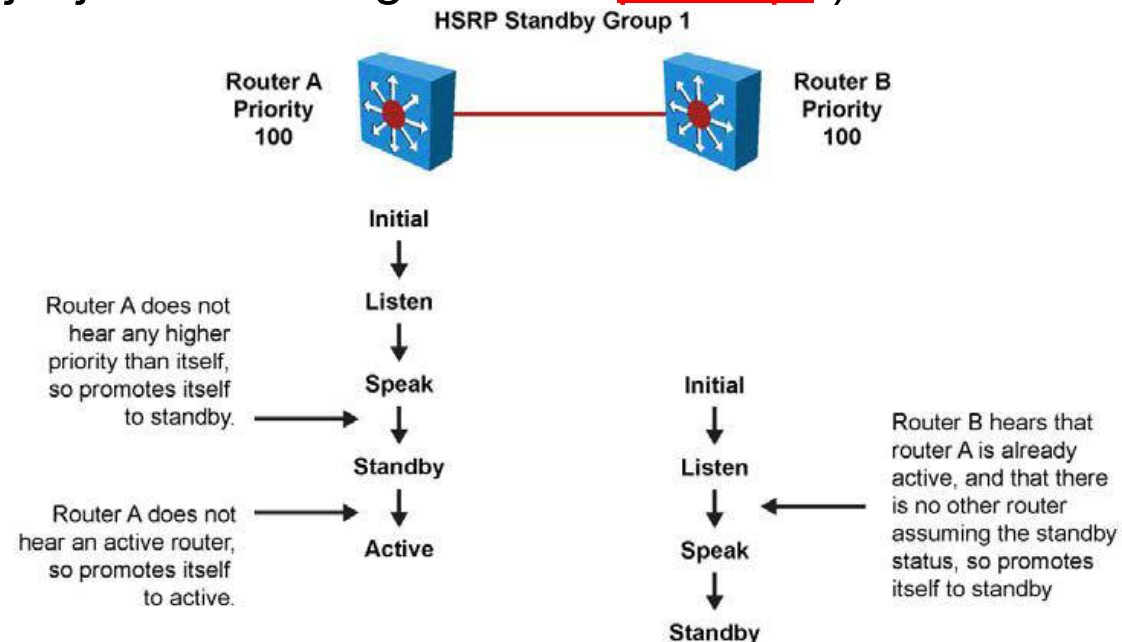 HSRP Standby Group 1
Router A
Priority
100
Router B
Priority
100
Initial
Listen
Speak
Standby
Active
Router A does not
hear any higher
priority than itself,
so promotes itself
to standby.
Router A does not
hear an active router,
so promotes itself
to active.
Initial
Listen
Speak
Standby
Router B hears that
router A is already
active, and that there
is no other router
assuming the standby
status, so promotes
itself to standby